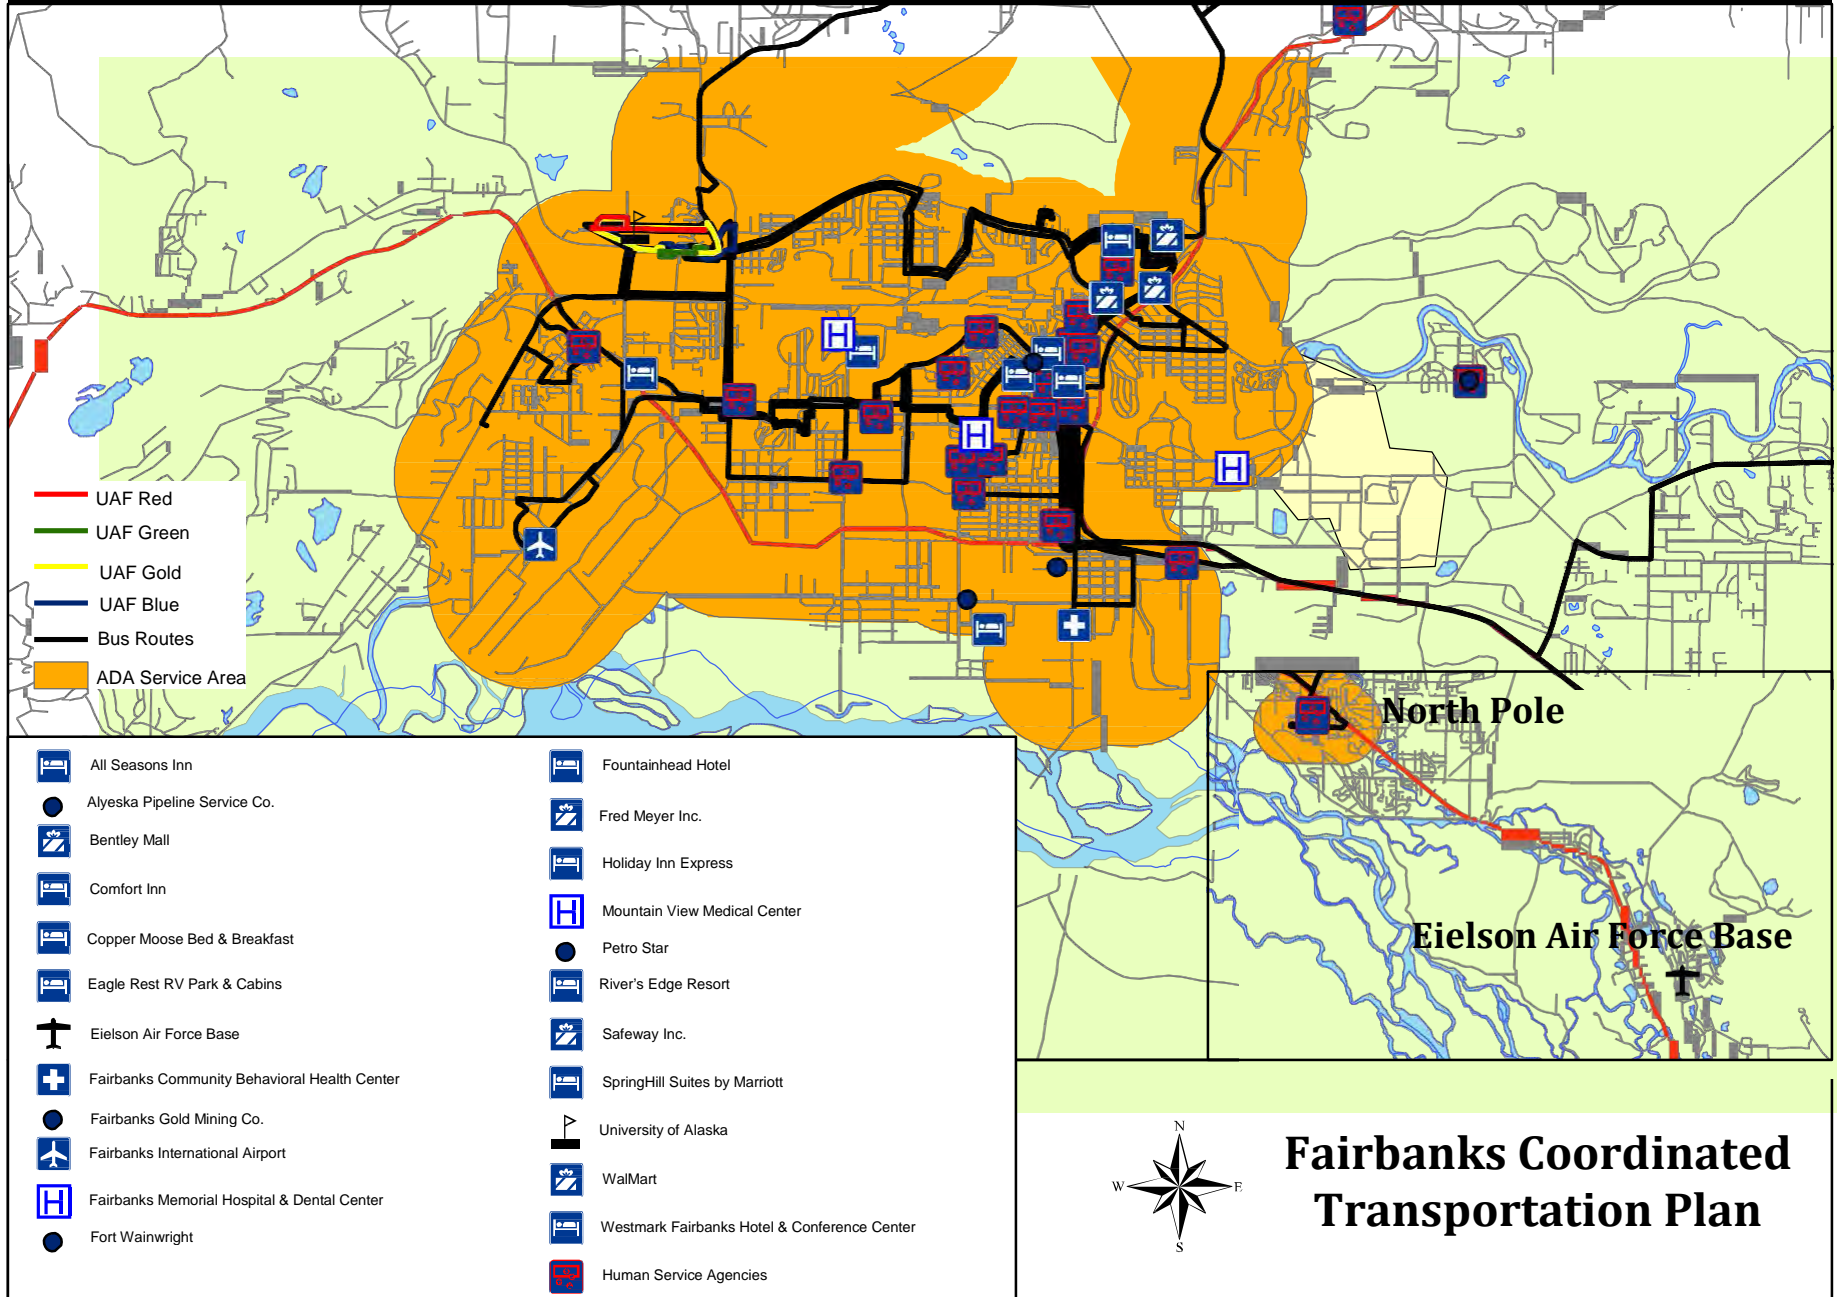 UAF Red
UAF Green
UAF Gold
UAF Blue
Bus Routes
ADA Service Area
North Pole
Eielson Air Force Base
All Seasons Inn
Alyeska Pipeline Service Co.
Bentley Mall
Comfort Inn
Copper Moose Bed & Breakfast
Eagle Rest RV Park & Cabins
Eielson Air Force Base
Fairbanks Community Behavioral Health Center
Fairbanks Gold Mining Co.
Fairbanks International Airport
H
Fairbanks Memorial Hospital & Dental Center
Fort Wainwright
Fountainhead Hotel
Fred Meyer Inc.
Holiday Inn Express
H
Mountain View Medical Center
Petro Star
River's Edge Resort
Safeway Inc.
SpringHill Suites by Marriott
University of Alaska
WalMart
Westmark Fairbanks Hotel & Conference Center
Human Service Agencies
H
H
H
N
W
E
S
Fairbanks Coordinated
Transportation Plan